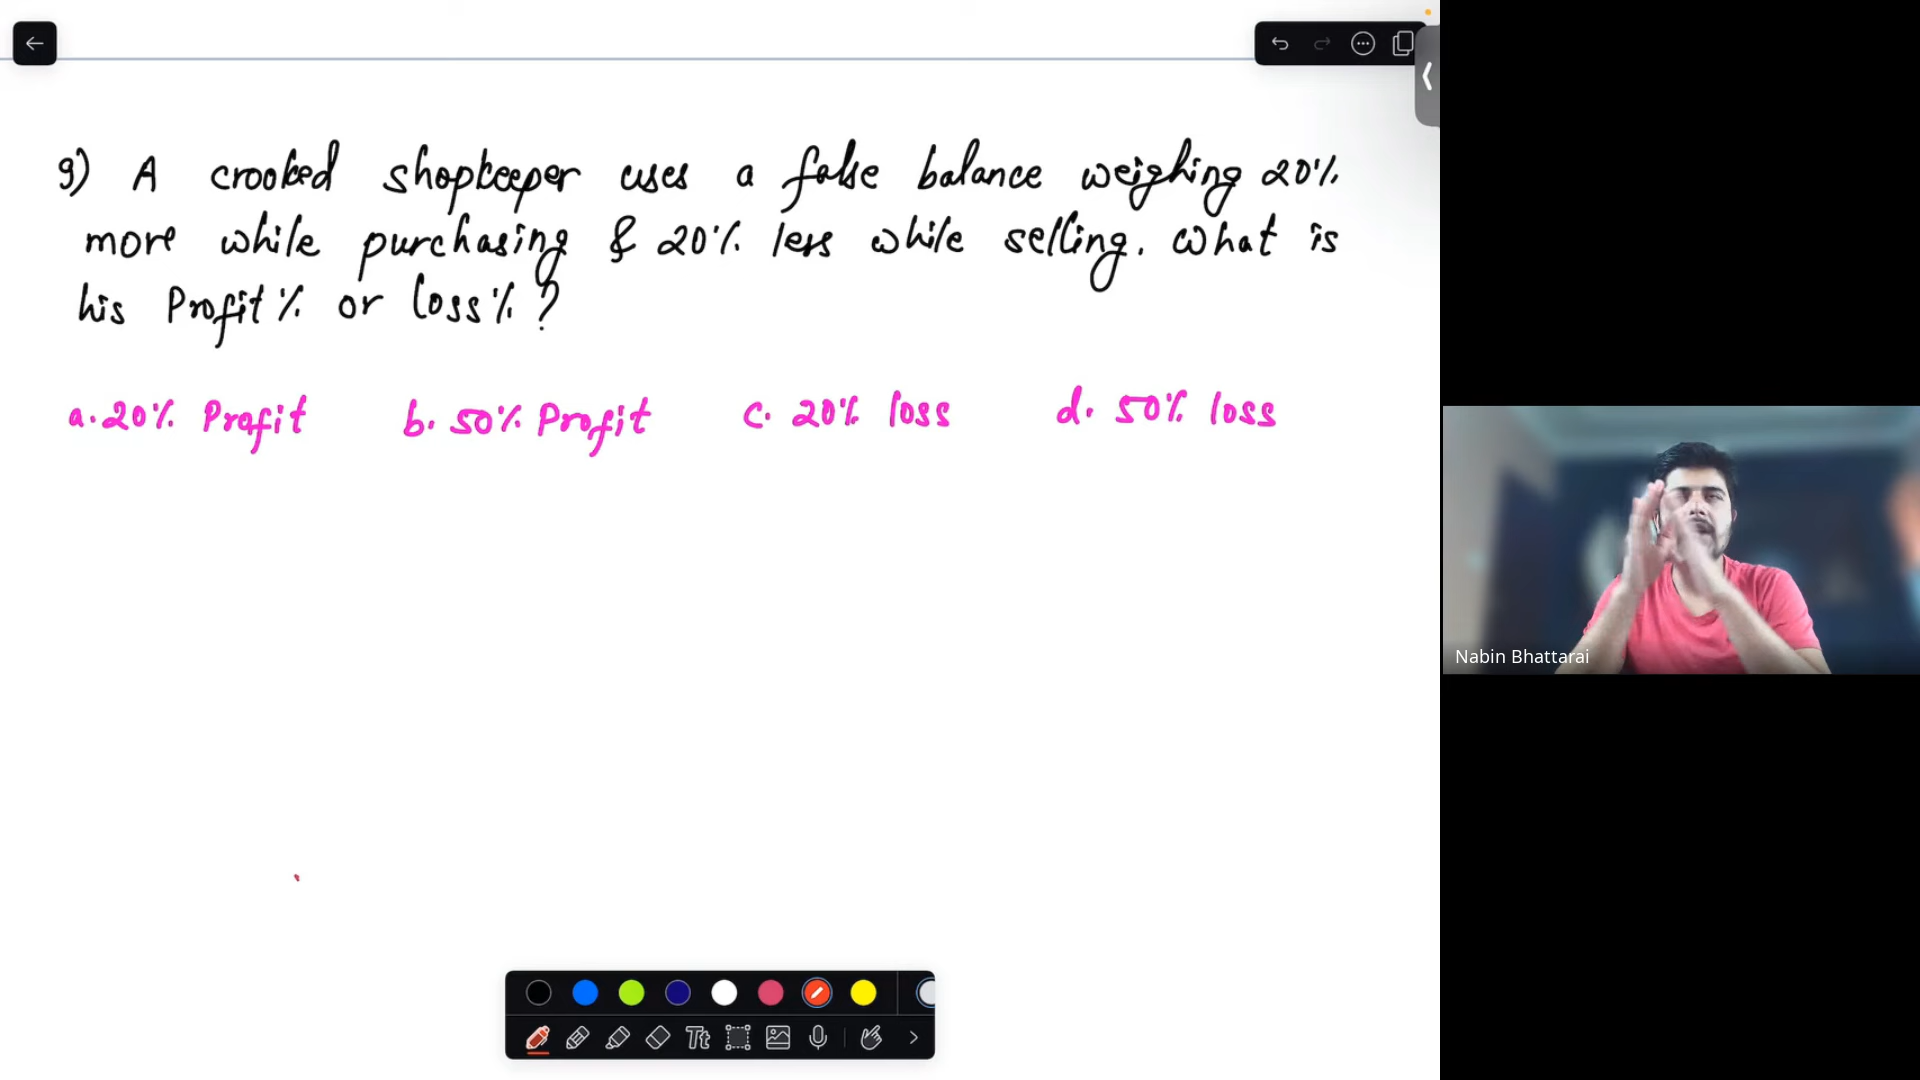 9) A crooked shopkeeper uses a false balance weighing 20%
more while purchasing & 20% less while selling. What is
his Profit% or loss%?
a. 20% Profit b. 50% Profit c. 20% loss d. 50% loss
Nabin Bhattarai
Tt